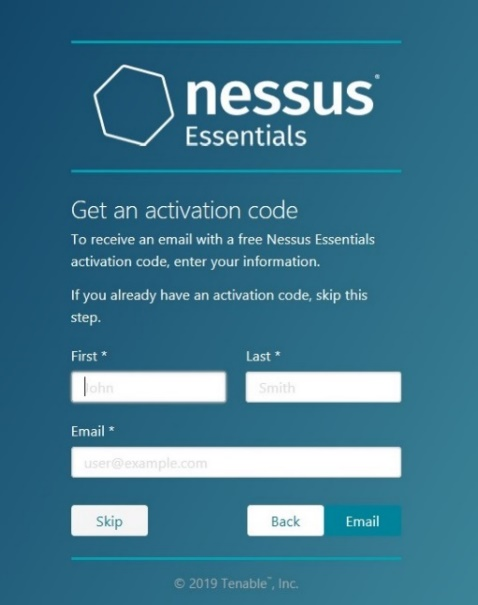 nessus®
Essentials
Get an activation code
To receive an email with a free Nessus Essentials
activation code, enter your information.
If you already have an activation code, skip this
step.
First * Last *
John Smith
Email *
user@example.com
Skip Back Email
© 2019 Tenable™, Inc.